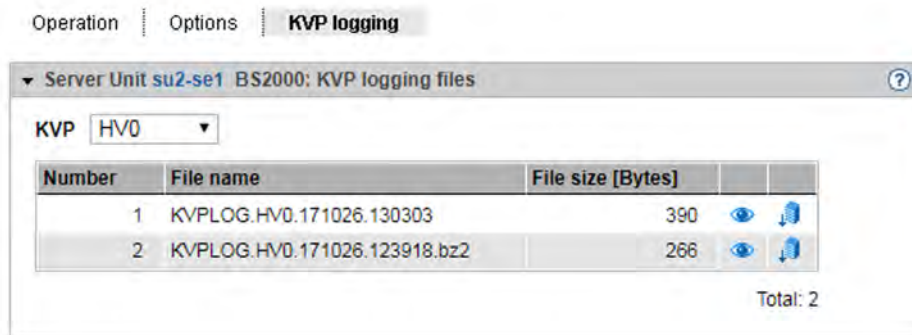 Operation Options KVP logging
Server Unit su2-se1 BS2000: KVP logging files
KVP HV0
Number File name File size [Bytes]
1 KVPLOG.HV0.171026.130303 390
2 KVPLOG.HV0.171026.123918.bz2 266
Total: 2